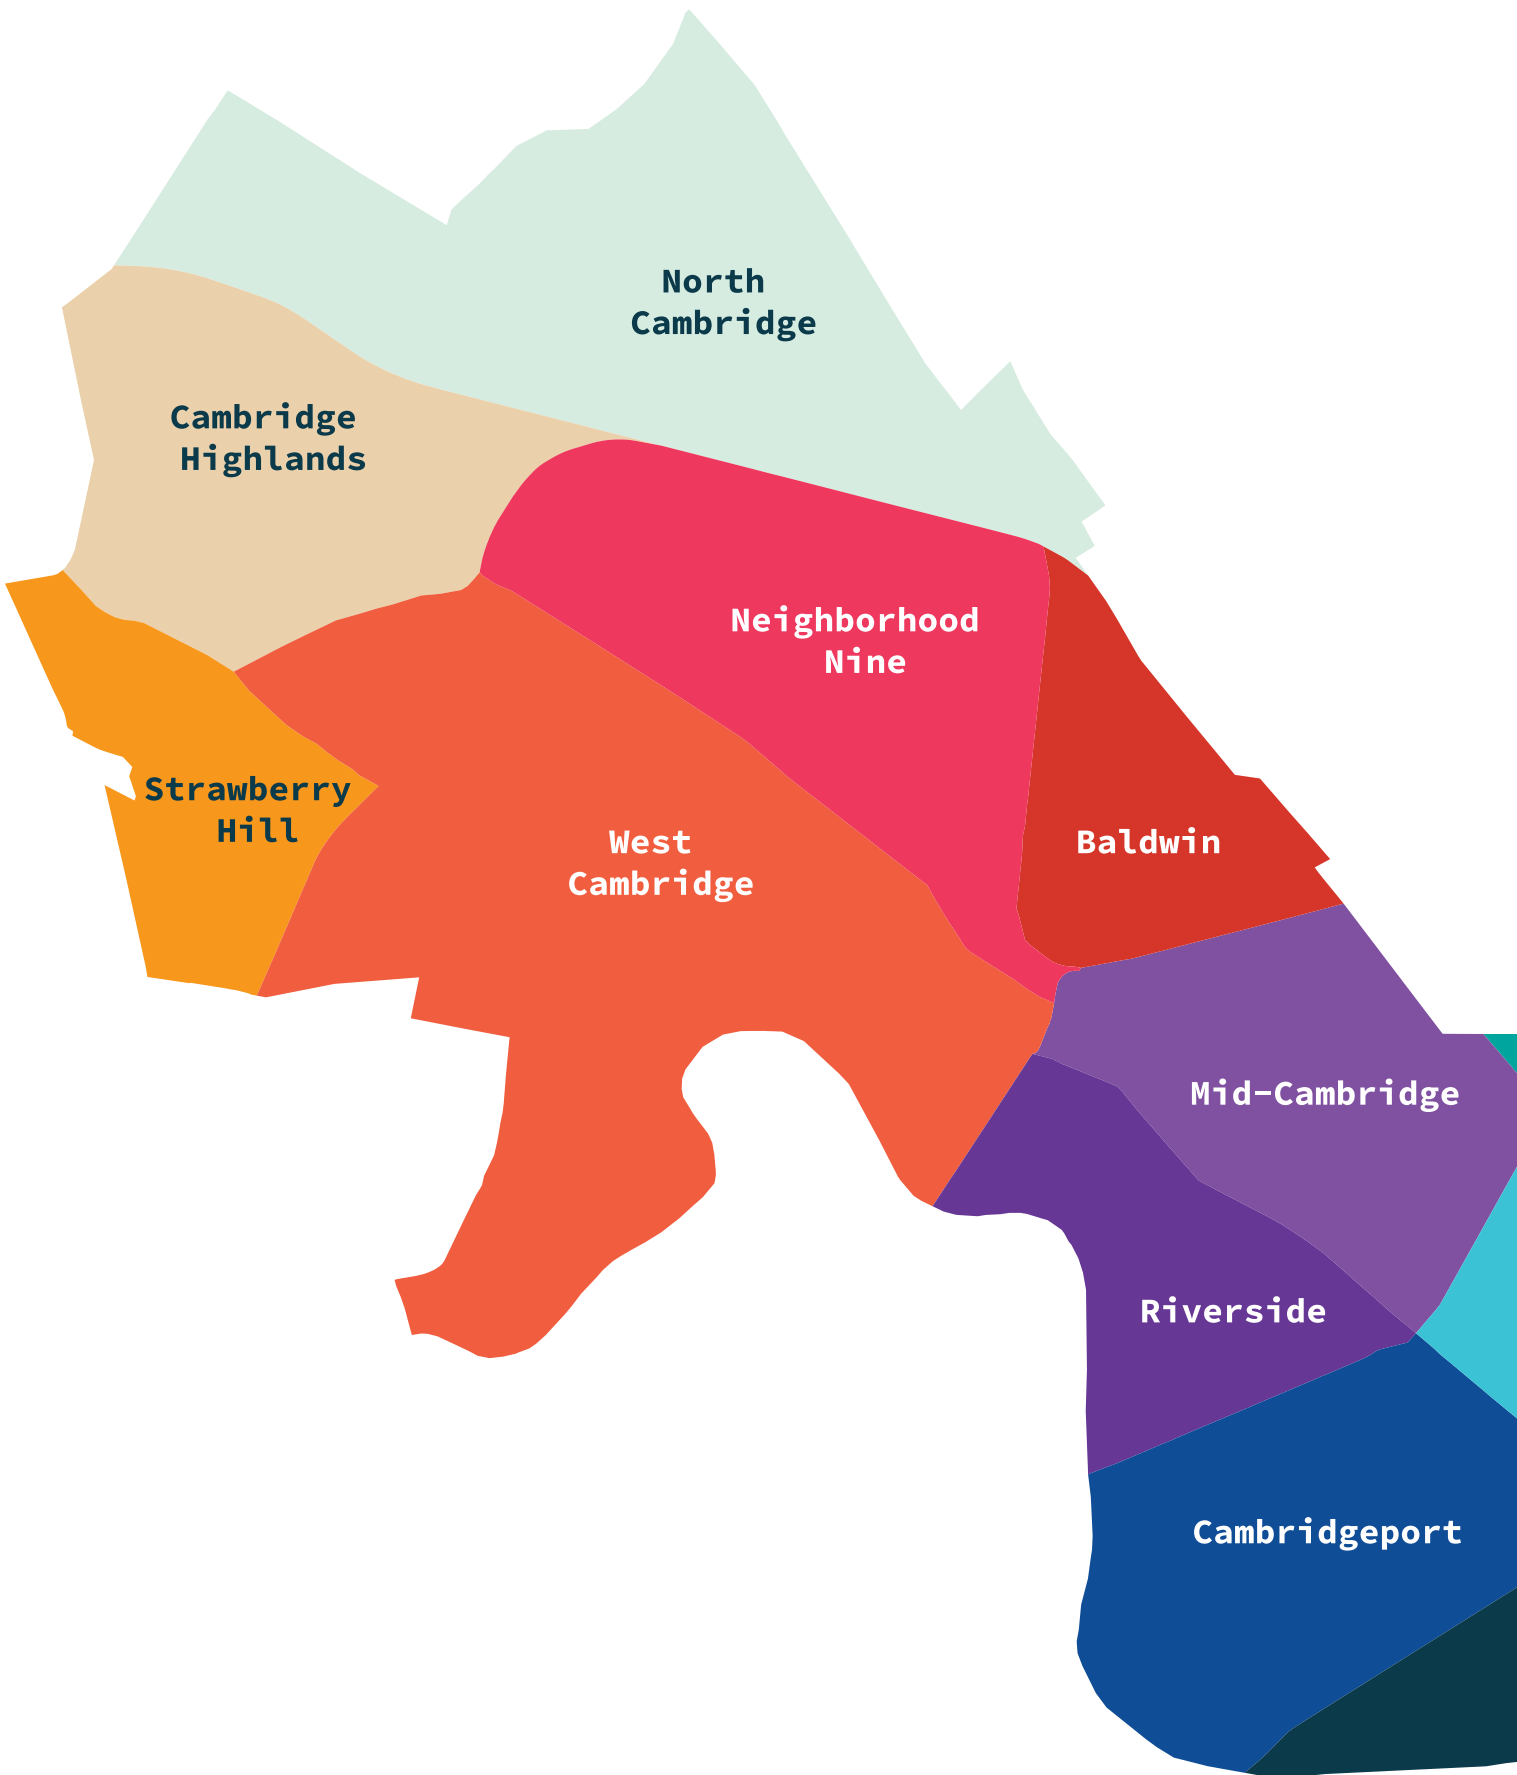 North
Cambridge
Cambridge
Highlands
Neighborhood
Nine
Strawberry
Hill
West
Cambridge
Baldwin
Mid-Cambridge
Riverside
Cambridgeport